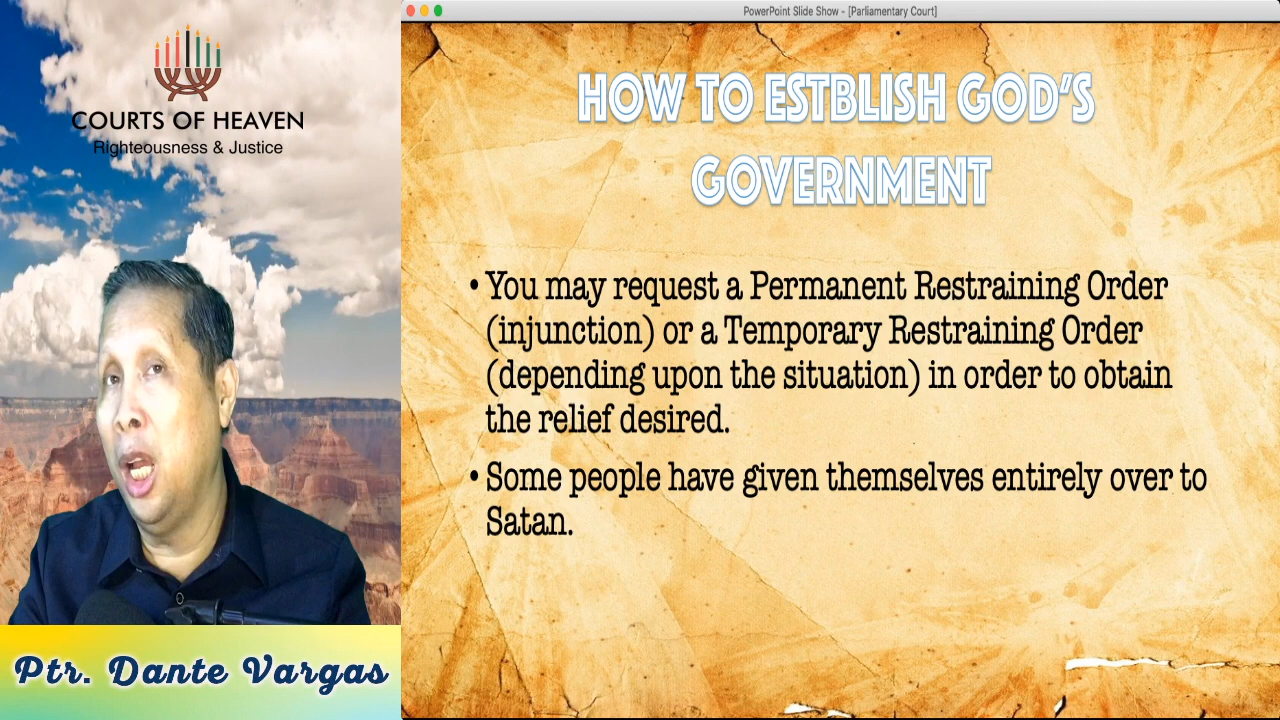 PowerPoint Slide Show - [Parliamentary Court]
COURTS OF HEAVEN
Righteousness & Justice
HOW TO ESTBLISH GOD'S
GOVERNMENT
• You may request a Permanent Restraining Order
(injunction) or a Temporary Restraining Order
(depending upon the situation) in order to obtain
the relief desired.
• Some people have given themselves entirely over to
Satan.
Ptr. Dante Vargas